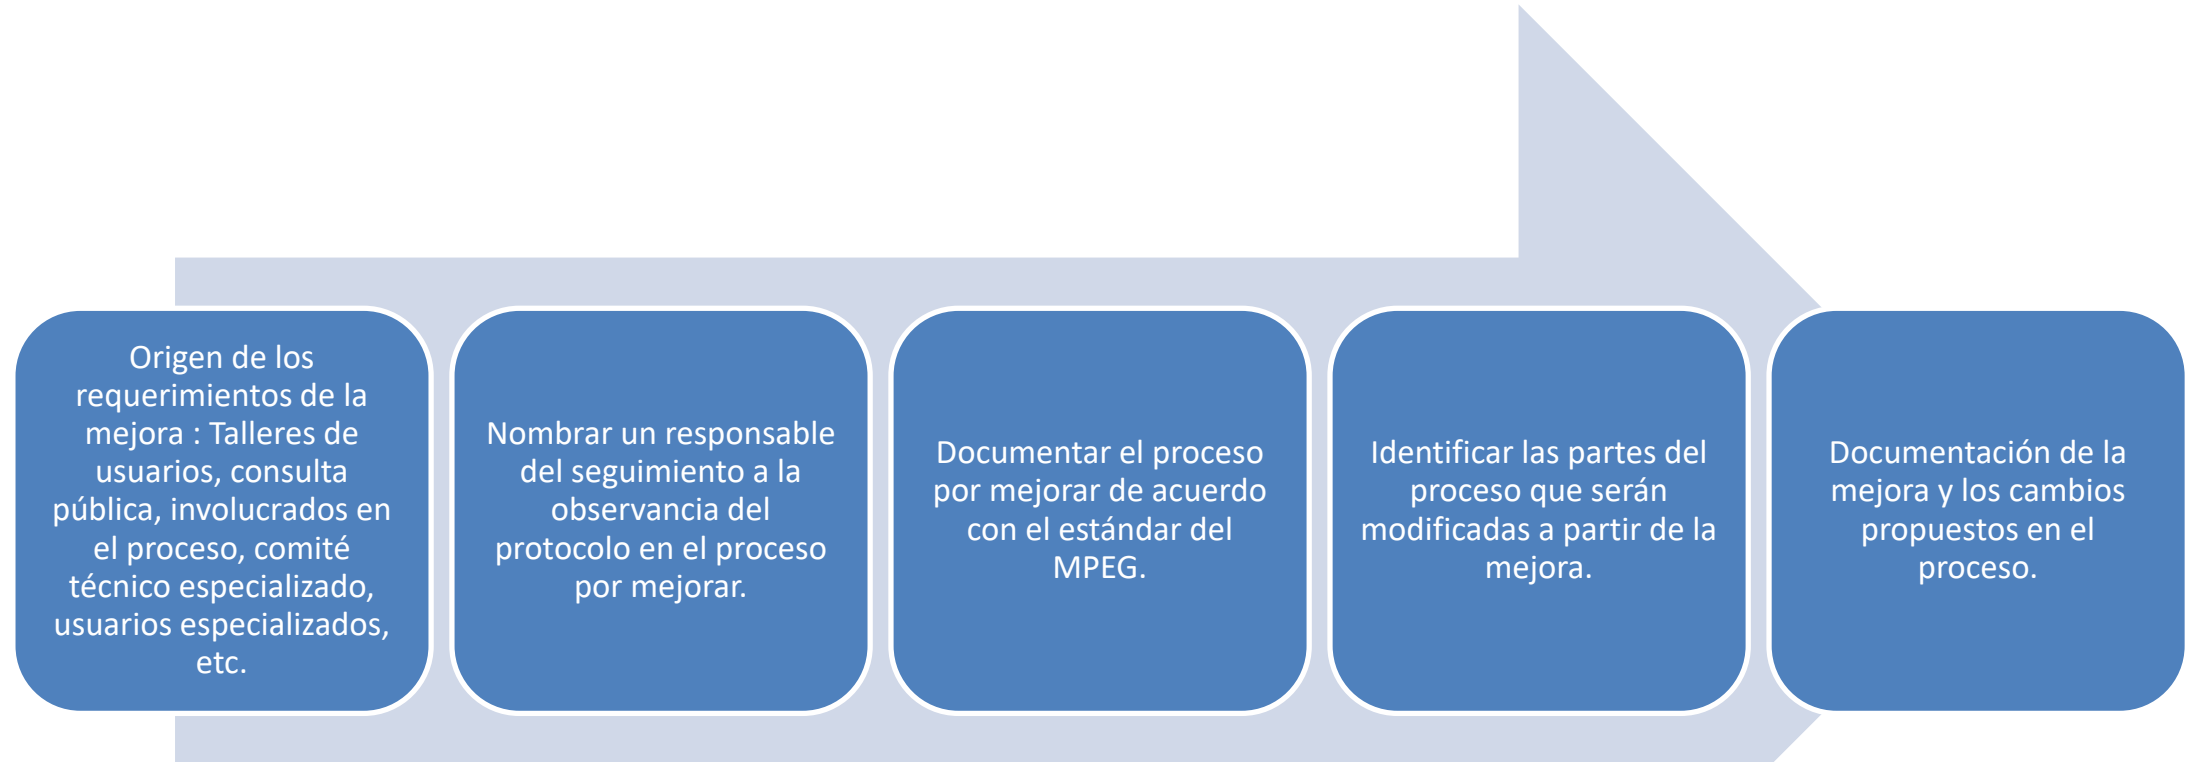 Origen de los
requerimientos de la
mejora : Talleres de
usuarios, consulta
pública, involucrados en
el proceso, comité
técnico especializado,
usuarios especializados,
etc.
Nombrar un responsable
del seguimiento a la
observancia del
protocolo en el proceso
por mejorar.
Documentar el proceso
por mejorar de acuerdo
con el estándar del
MPEG.
Identificar las partes del
proceso que serán
modificadas a partir de la
mejora.
Documentación de la
mejora y los cambios
propuestos en el
proceso.